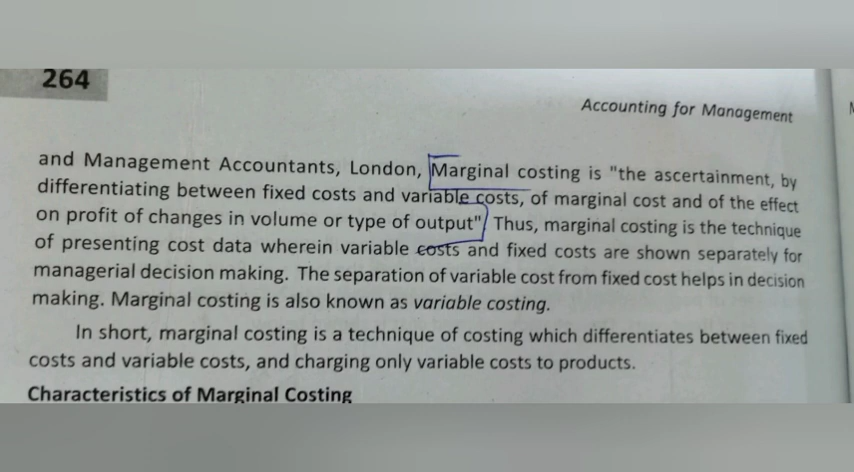 264
Accounting for Management
and Management Accountants, London, Marginal costing is "the ascertainment, by
differentiating between fixed costs and variable costs, of marginal cost and of the effect
on profit of changes in volume or type of output" Thus, marginal costing is the technique
of presenting cost data wherein variable costs and fixed costs are shown separately for
managerial decision making. The separation of variable cost from fixed cost helps in decision
making. Marginal costing is also known as variable costing.
In short, marginal costing is a technique of costing which differentiates between fixed
costs and variable costs, and charging only variable costs to products.
Characteristics of Marginal Costing